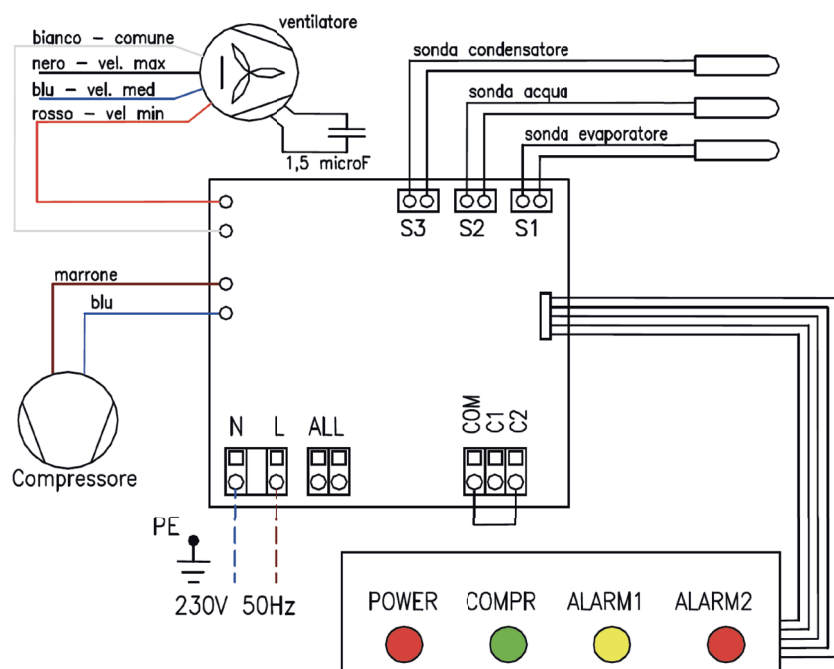 ventilatore
bianco – comune
nero – vel. max
blu – vel. med
rosso – vel min
1,5 microF
sonda condensatore
sonda acqua
sonda evaporatore
S3
S2
S1
marrone
blu
Compressore
N
L
ALL
COM
C1
C2
PE
230V 50Hz
POWER
COMPR
ALARM1
ALARM2